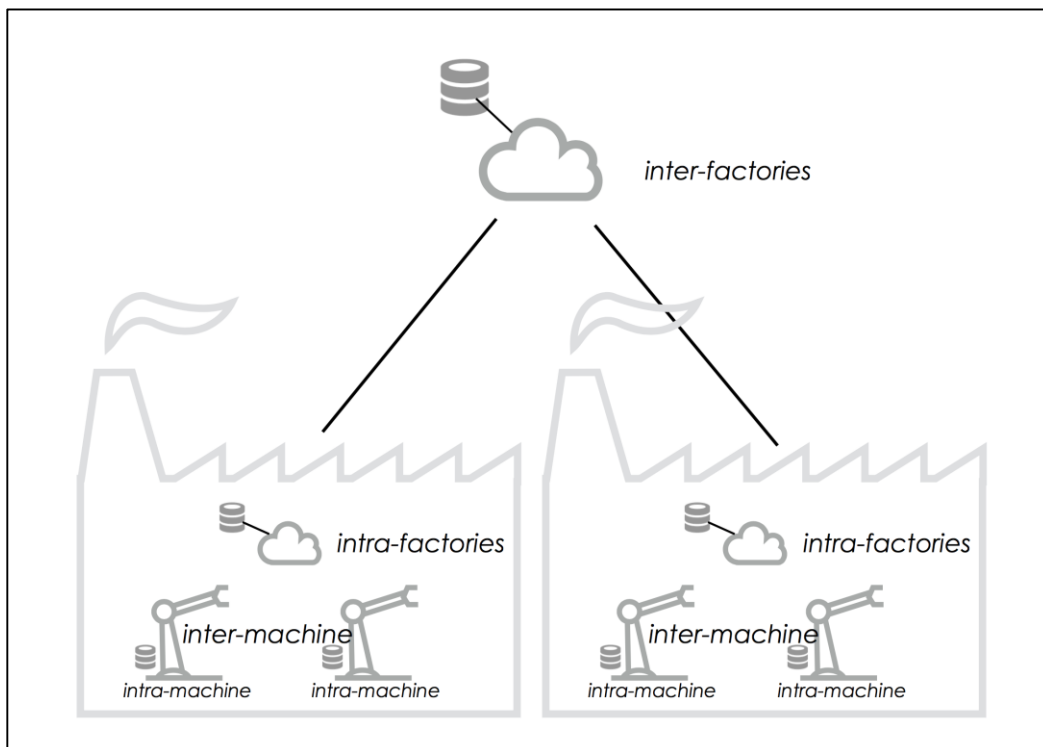 inter-factories
intra-factories
intra-factories
inter-machine
inter-machine
intra-machine
intra-machine
intra-machine
intra-machine